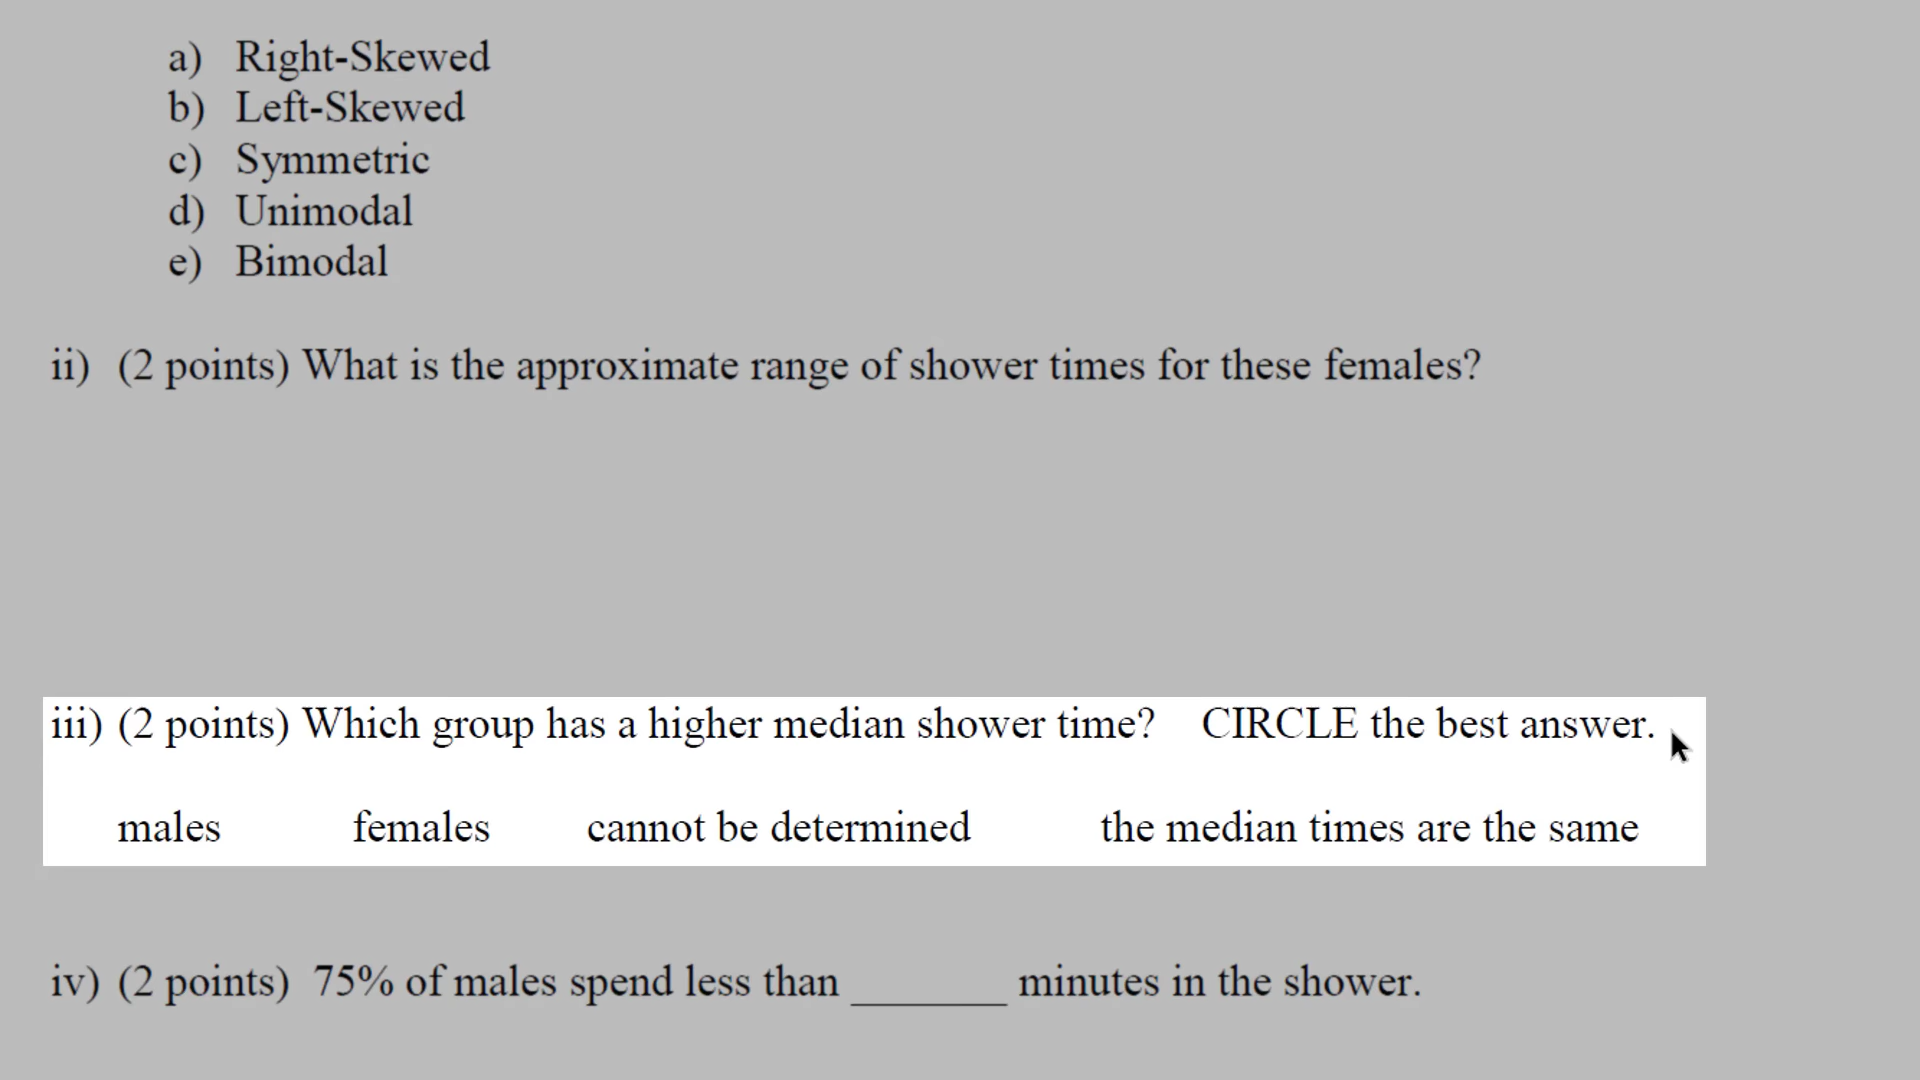 a) Right-Skewed
b) Left-Skewed
c) Symmetric
d) Unimodal
e) Bimodal
ii) (2 points) What is the approximate range of shower times for these females?
iii) (2 points) Which group has a higher median shower time? CIRCLE the best answer.
males females cannot be determined the median times are the same
iv) (2 points) 75% of males spend less than _______ minutes in the shower.